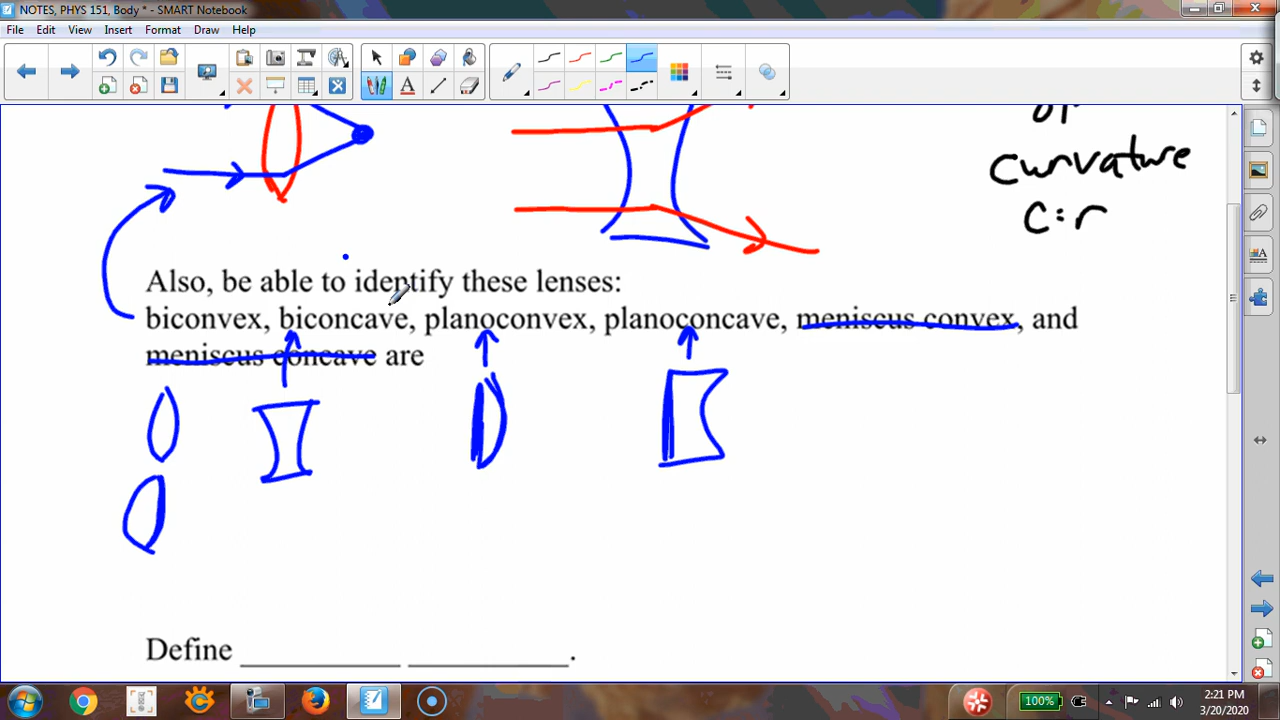 NOTES, PHYS 151, Body * - SMART Notebook
File Edit View Insert Format Draw Help
curvature
c=r
Also, be able to identify these lenses:
biconvex, biconcave, planoconvex, planoconcave, meniscus convex, and
meniscus concave are
Define ___________ ___________.
100%
2:21 PM
3/20/2020